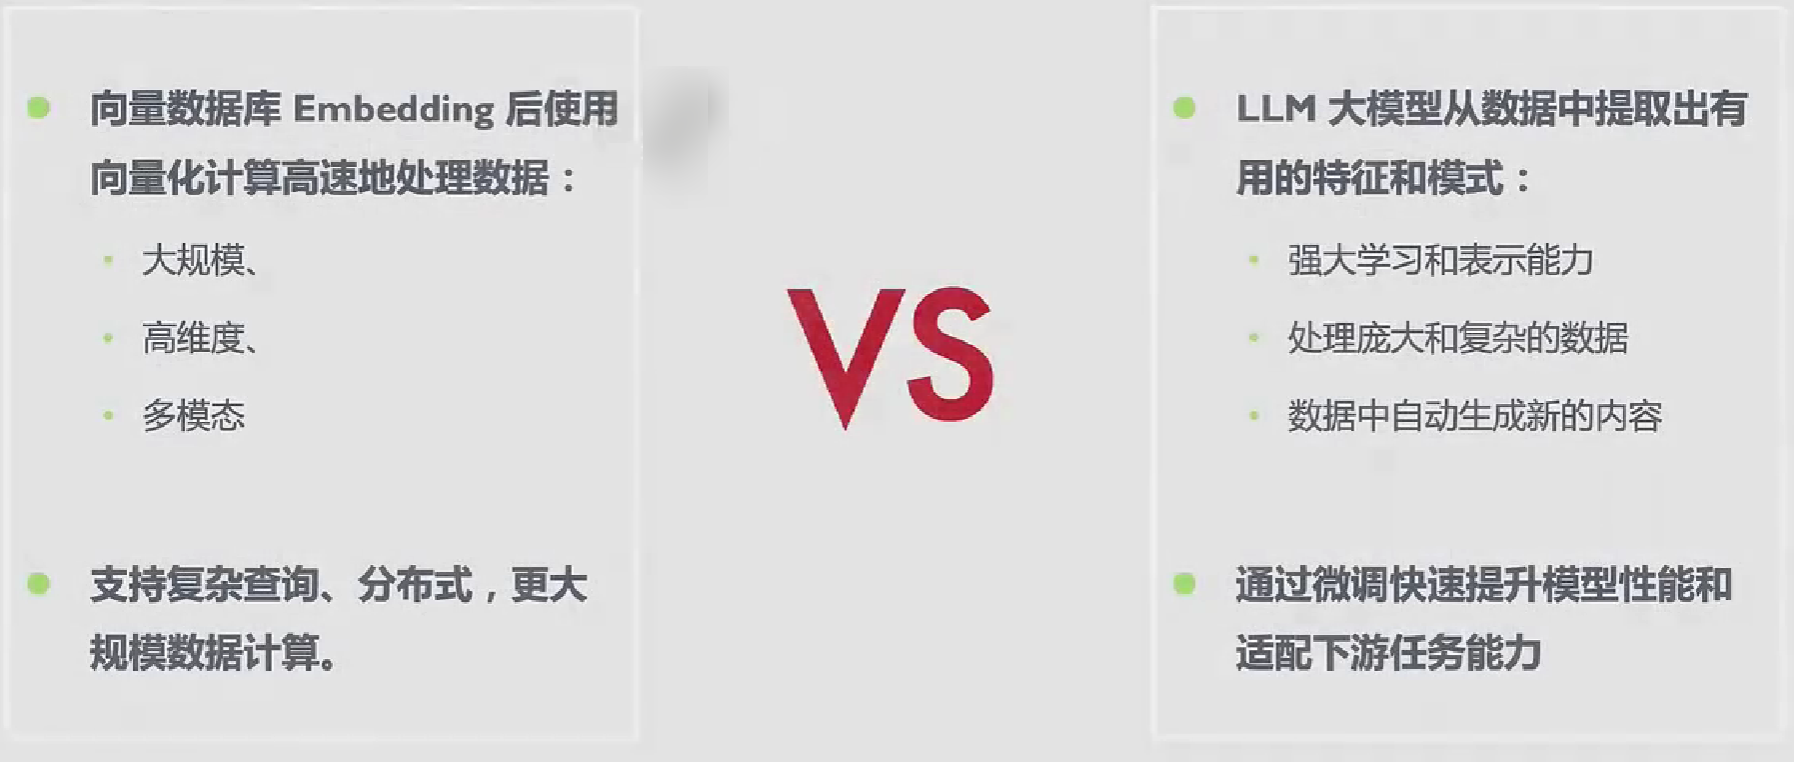 向量数据库 Embedding 后使用
向量化计算高速地处理数据：
大规模、
高维度、
多模态
支持复杂查询、分布式，更大
规模数据计算。
VS
LLM 大模型从数据中提取出有
用的特征和模式：
强大学习和表示能力
处理庞大和复杂的数据
数据中自动生成新的内容
通过微调快速提升模型性能和
适配下游任务能力